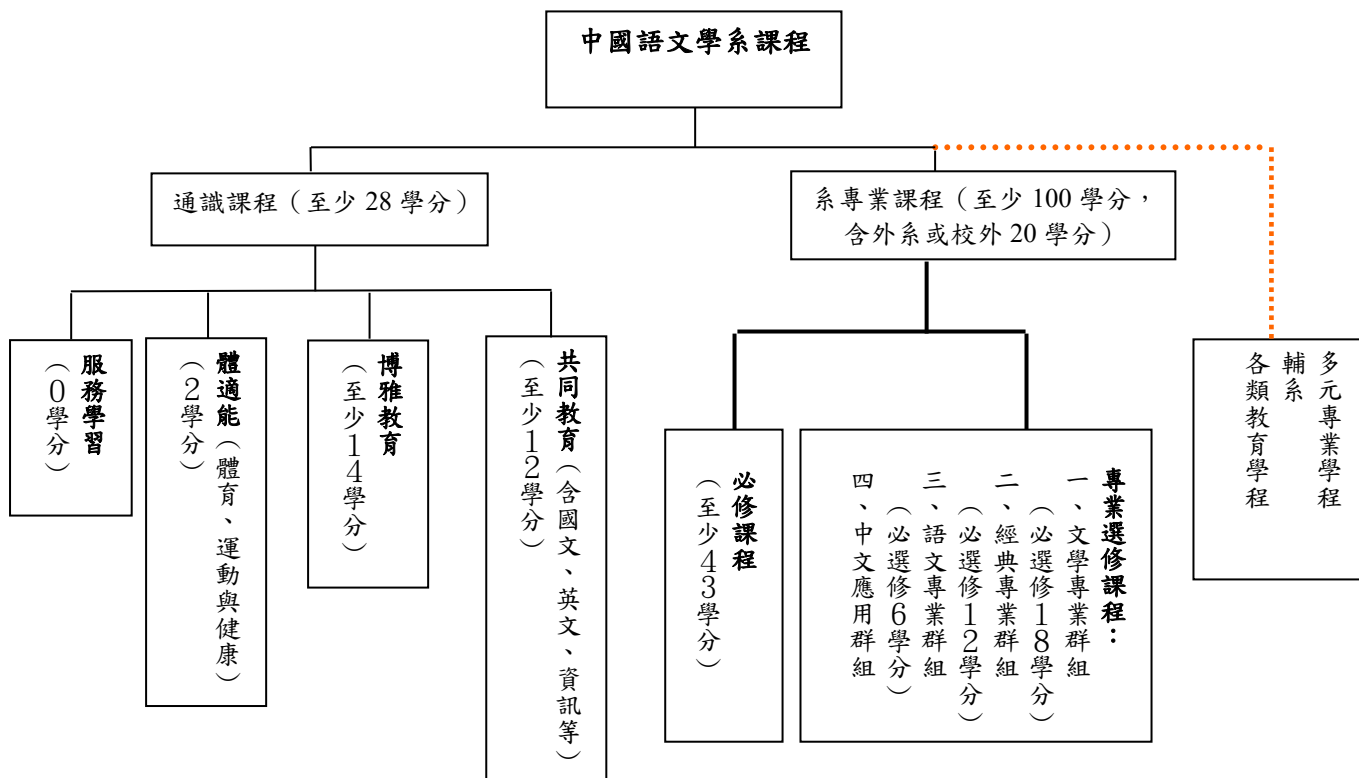 中國語文學系課程
通識課程（至少 28 學分）
系專業課程（至少 100 學分，
含外系或校外 20 學分）
服務學習
（0學分）
體適能（體育、運動與健康）
（2學分）
博雅教育
（至少14學分）
共同教育（含國文、英文、資訊等）
（至少12學分）
必修課程
（至少43學分）
專業選修課程：
一、文學專業群組
（必選修18學分）
二、經典專業群組
（必選修12學分）
三、語文專業群組
（必選修6學分）
四、中文應用群組
多元專業學程
輔系
各類教育學程